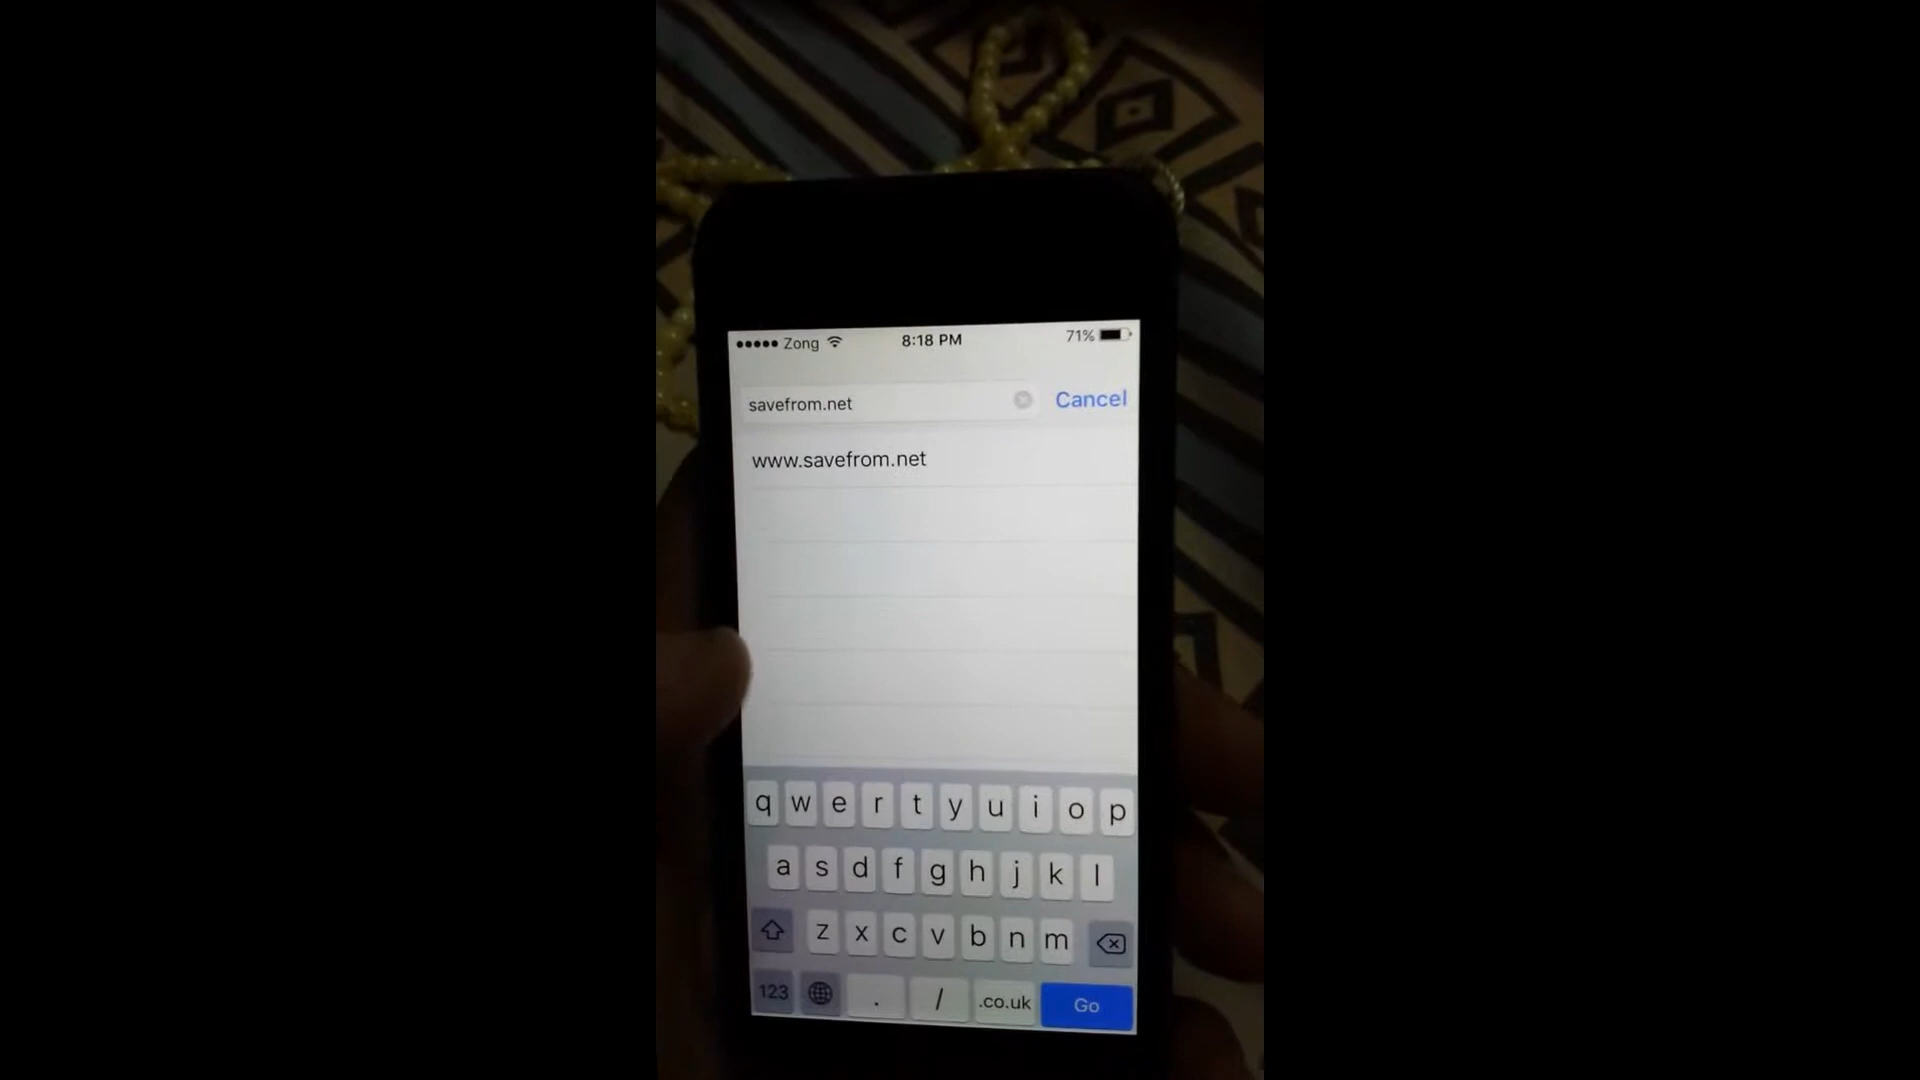 Zong 8:18 PM 71%
savefrom.net Cancel
www.savefrom.net
q w e r t y u i o p
a s d f g h j k l
z x c v b n m
123 . / .co.uk Go